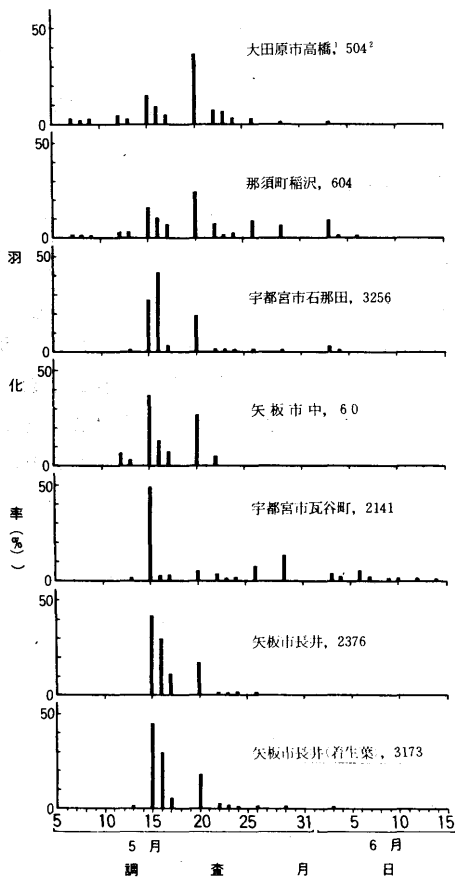 50
0
大田原市高橋,¹ 504²
50
0
那須町稲沢, 604
50
0
宇都宮市石那田, 3256
50
0
矢板市中, 60
50
0
宇都宮市瓦谷町, 2141
50
0
矢板市長井, 2376
50
0
矢板市長井(着生葉), 3173
羽化率(%)
5 10 15 20 25 31 5 10 15
5月 6月
調査月日